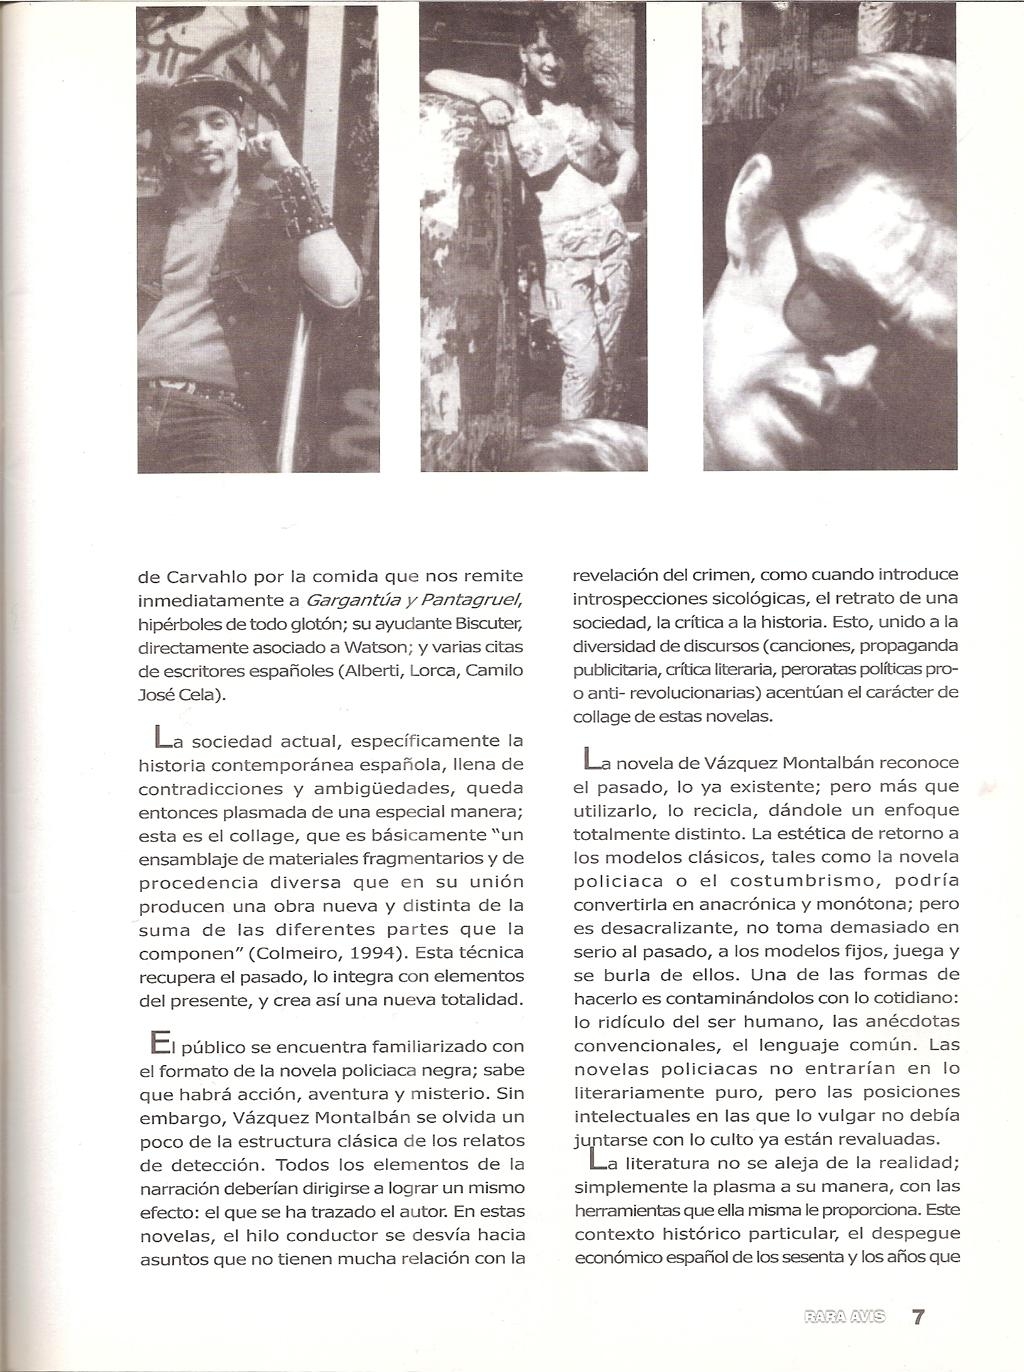 de Carvahlo por la comida que nos remite
inmediatamente a Gargantúa y Pantagruel,
hipérboles de todo glotón; su ayudante Biscuter,
directamente asociado a Watson; y varias citas
de escritores españoles (Alberti, Lorca, Camilo
José Cela).
La sociedad actual, específicamente la
historia contemporánea española, llena de
contradicciones y ambigüedades, queda
entonces plasmada de una especial manera;
esta es el collage, que es básicamente "un
ensamblaje de materiales fragmentarios y de
procedencia diversa que en su unión
producen una obra nueva y distinta de la
suma de las diferentes partes que la
componen" (Colmeiro, 1994). Esta técnica
recupera el pasado, lo integra con elementos
del presente, y crea así una nueva totalidad.
El público se encuentra familiarizado con
el formato de la novela policiaca negra; sabe
que habrá acción, aventura y misterio. Sin
embargo, Vázquez Montalbán se olvida un
poco de la estructura clásica de los relatos
de detección. Todos los elementos de la
narración deberían dirigirse a lograr un mismo
efecto: el que se ha trazado el autor. En estas
novelas, el hilo conductor se desvía hacia
asuntos que no tienen mucha relación con la
revelación del crimen, como cuando introduce
introspecciones sicológicas, el retrato de una
sociedad, la crítica a la historia. Esto, unido a la
diversidad de discursos (canciones, propaganda
publicitaria, crítica literaria, peroratas políticas pro-
o anti- revolucionarias) acentúan el carácter de
collage de estas novelas.
La novela de Vázquez Montalbán reconoce
el pasado, lo ya existente; pero más que
utilizarlo, lo recicla, dándole un enfoque
totalmente distinto. La estética de retorno a
los modelos clásicos, tales como la novela
policiaca o el costumbrismo, podría
convertirla en anacrónica y monótona; pero
es desacralizante, no toma demasiado en
serio al pasado, a los modelos fijos, juega y
se burla de ellos. Una de las formas de
hacerlo es contaminándolos con lo cotidiano:
lo ridículo del ser humano, las anécdotas
convencionales, el lenguaje común. Las
novelas policiacas no entrarían en lo
literariamente puro, pero las posiciones
intelectuales en las que lo vulgar no debía
juntarse con lo culto ya están revaluadas.
La literatura no se aleja de la realidad;
simplemente la plasma a su manera, con las
herramientas que ella misma le proporciona. Este
contexto histórico particular, el despegue
económico español de los sesenta y los años que
RARA AVIS 7